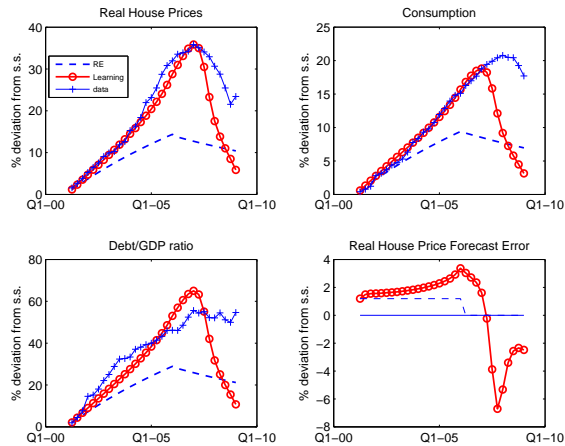 Real House Prices
% deviation from s.s.
40
30
20
10
0
Q1−00
Q1−05
Q1−10
RE
Learning
data
Consumption
% deviation from s.s.
25
20
15
10
5
0
Q1−00
Q1−05
Q1−10
Debt/GDP ratio
% deviation from s.s.
80
60
40
20
0
Q1−00
Q1−05
Q1−10
Real House Price Forecast Error
% deviation from s.s.
4
2
0
−2
−4
−6
−8
Q1−00
Q1−05
Q1−10